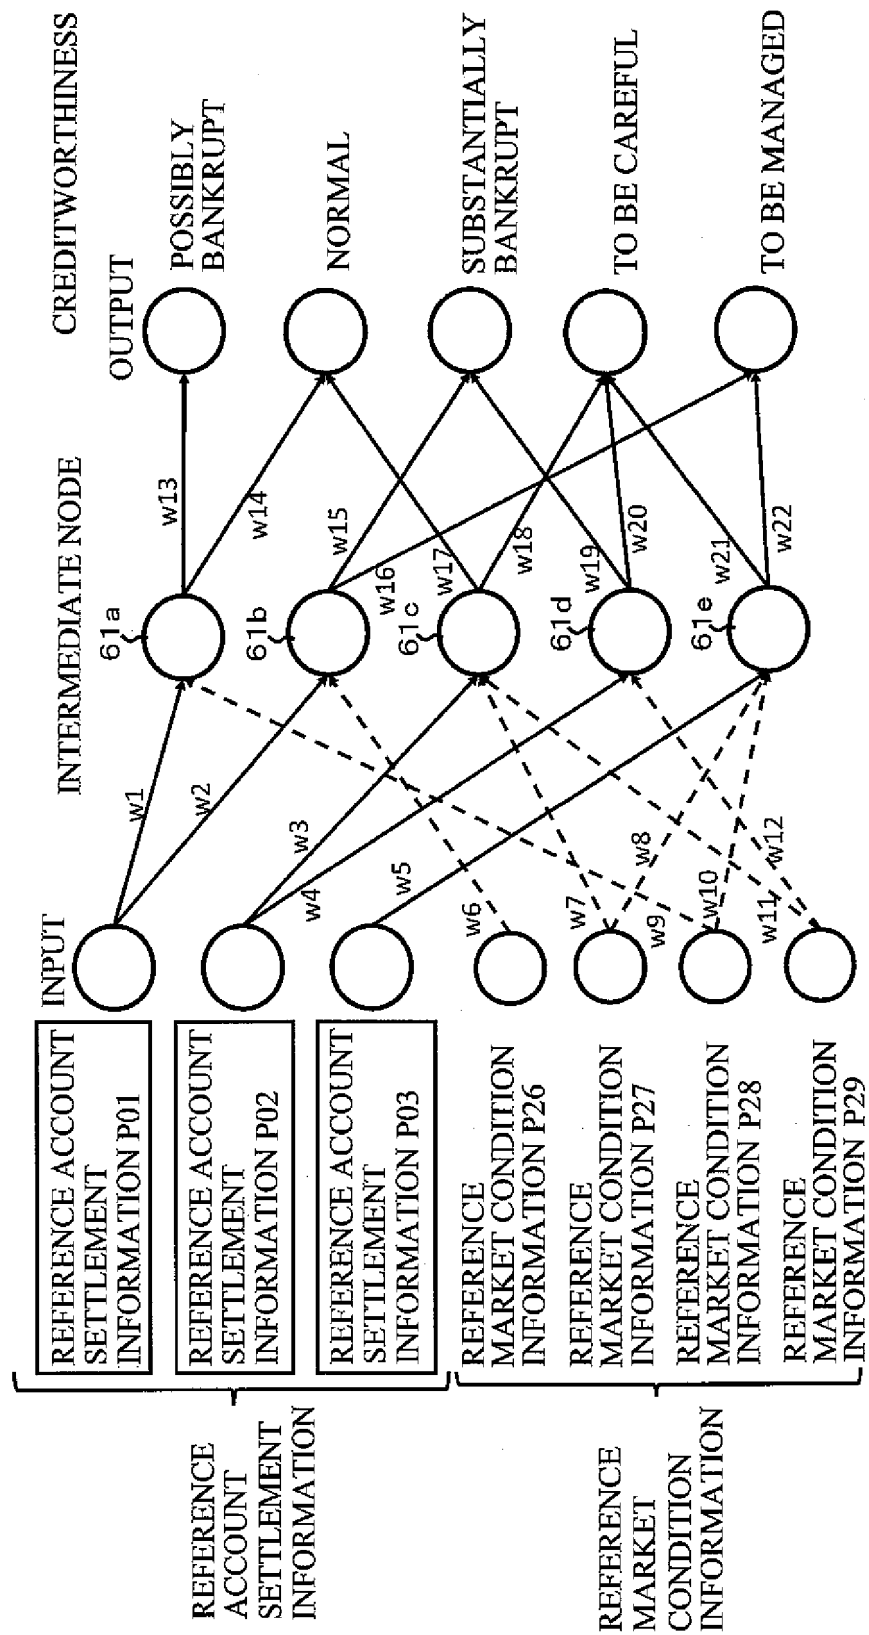 REFERENCE
ACCOUNT
SETTLEMENT
INFORMATION
REFERENCE
MARKET
CONDITION
INFORMATION
REFERENCE ACCOUNT
SETTLEMENT
INFORMATION P01
REFERENCE ACCOUNT
SETTLEMENT
INFORMATION P02
REFERENCE ACCOUNT
SETTLEMENT
INFORMATION P03
REFERENCE
MARKET CONDITION
INFORMATION P26
REFERENCE
MARKET CONDITION
INFORMATION P27
REFERENCE
MARKET CONDITION
INFORMATION P28
REFERENCE
MARKET CONDITION
INFORMATION P29
INPUT
w1
w2
w3
w4
w5
w6
w7
w8
w9
w10
w11
w12
INTERMEDIATE NODE
61a
61b
61c
61d
61e
w13
w14
w15
w16
w17
w18
w19
w20
w21
w22
OUTPUT
CREDITWORTHINESS
POSSIBLY
BANKRUPT
NORMAL
SUBSTANTIALLY
BANKRUPT
TO BE CAREFUL
TO BE MANAGED